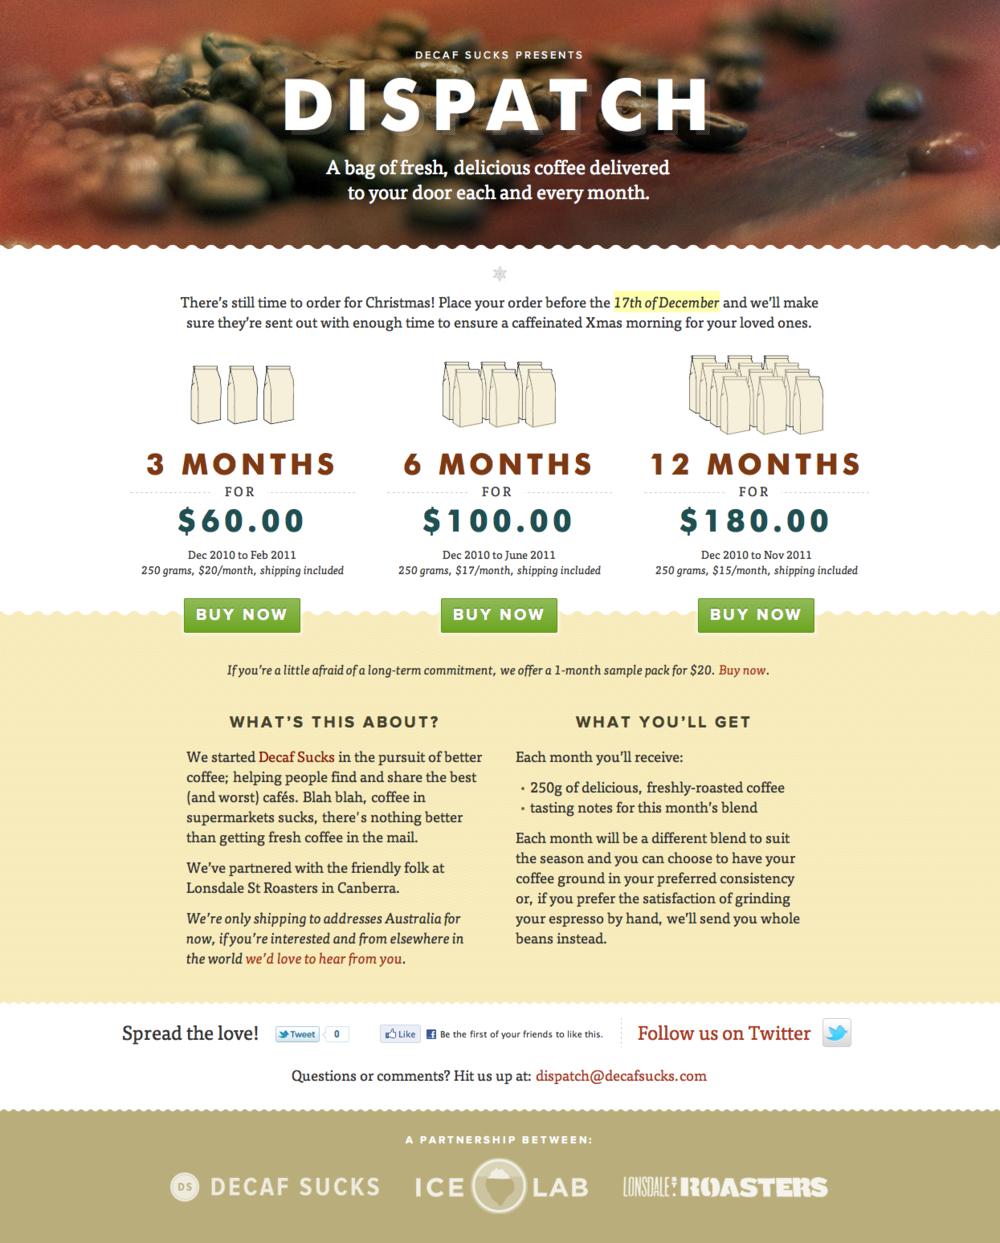 DECAF SUCKS PRESENTS
DISPATCH
A bag of fresh, delicious coffee delivered
to your door each and every month.
There's still time to order for Christmas! Place your order before the 17th of December and we'll make
sure they're sent out with enough time to ensure a caffeinated Xmas morning for your loved ones.
3 MONTHS
FOR
$60.00
Dec 2010 to Feb 2011
250 grams, $20/month, shipping included
BUY NOW
6 MONTHS
FOR
$100.00
Dec 2010 to June 2011
250 grams, $17/month, shipping included
BUY NOW
12 MONTHS
FOR
$180.00
Dec 2010 to Nov 2011
250 grams, $15/month, shipping included
BUY NOW
If you're a little afraid of a long-term commitment, we offer a 1-month sample pack for $20. Buy now.
WHAT'S THIS ABOUT?
We started Decaf Sucks in the pursuit of better
coffee; helping people find and share the best
(and worst) cafés. Blah blah, coffee in
supermarkets sucks, there's nothing better
than getting fresh coffee in the mail.
We've partnered with the friendly folk at
Lonsdale St Roasters in Canberra.
We're only shipping to addresses Australia for
now, if you're interested and from elsewhere in
the world we'd love to hear from you.
WHAT YOU'LL GET
Each month you'll receive:
• 250g of delicious, freshly-roasted coffee
• tasting notes for this month's blend
Each month will be a different blend to suit
the season and you can choose to have your
coffee ground in your preferred consistency
or, if you prefer the satisfaction of grinding
your espresso by hand, we'll send you whole
beans instead.
Spread the love!
Tweet
0
Like
Be the first of your friends to like this.
Follow us on Twitter
Questions or comments? Hit us up at: dispatch@decafsucks.com
A PARTNERSHIP BETWEEN:
DS DECAF SUCKS
ICE LAB
LONSDALE ST ROASTERS